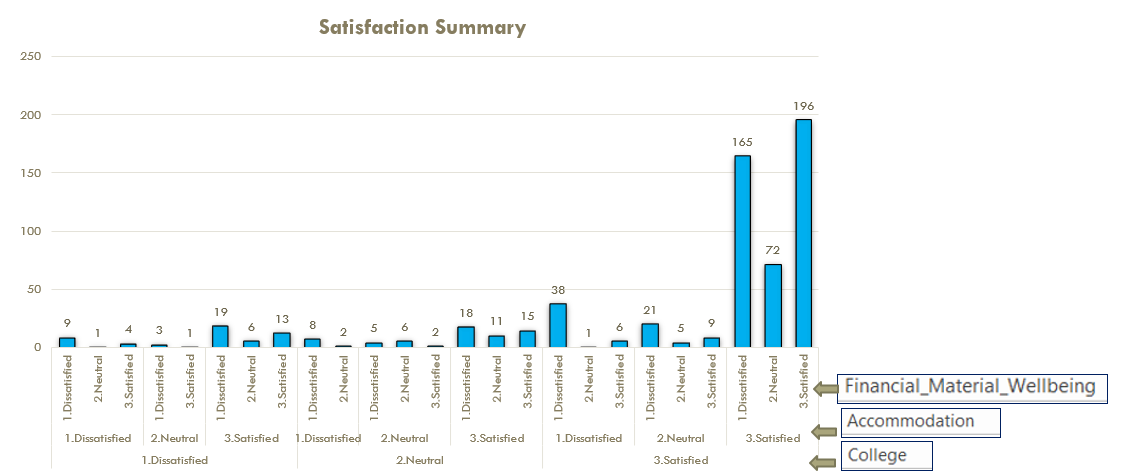 Satisfaction Summary
250
200
150
100
50
0
9 1 4 3 1 19 6 13 8 2 5 6 2 18 11 15 38 1 6 21 5 9 165 72 196
1.Dissatisfied 2.Neutral 3.Satisfied 1.Dissatisfied 3.Satisfied 1.Dissatisfied 2.Neutral 3.Satisfied 1.Dissatisfied 2.Neutral 1.Dissatisfied 2.Neutral 3.Satisfied 1.Dissatisfied 2.Neutral 3.Satisfied 1.Dissatisfied 2.Neutral 3.Satisfied 1.Dissatisfied 2.Neutral 3.Satisfied 1.Dissatisfied 2.Neutral 3.Satisfied
Financial_Material_Wellbeing
1.Dissatisfied 2.Neutral 3.Satisfied 1.Dissatisfied 2.Neutral 3.Satisfied 1.Dissatisfied 2.Neutral 3.Satisfied
Accommodation
1.Dissatisfied 2.Neutral 3.Satisfied
College